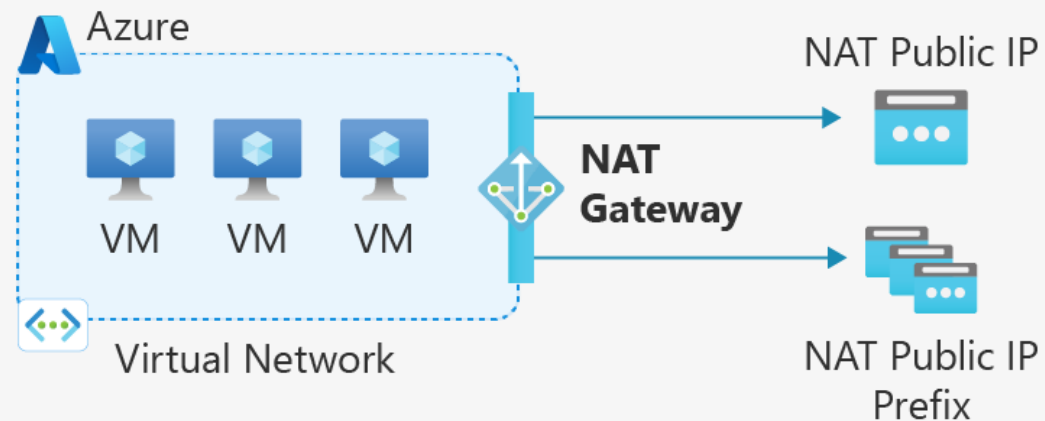 Azure
NAT Public IP
NAT
Gateway
VM VM VM
Virtual Network
NAT Public IP
Prefix